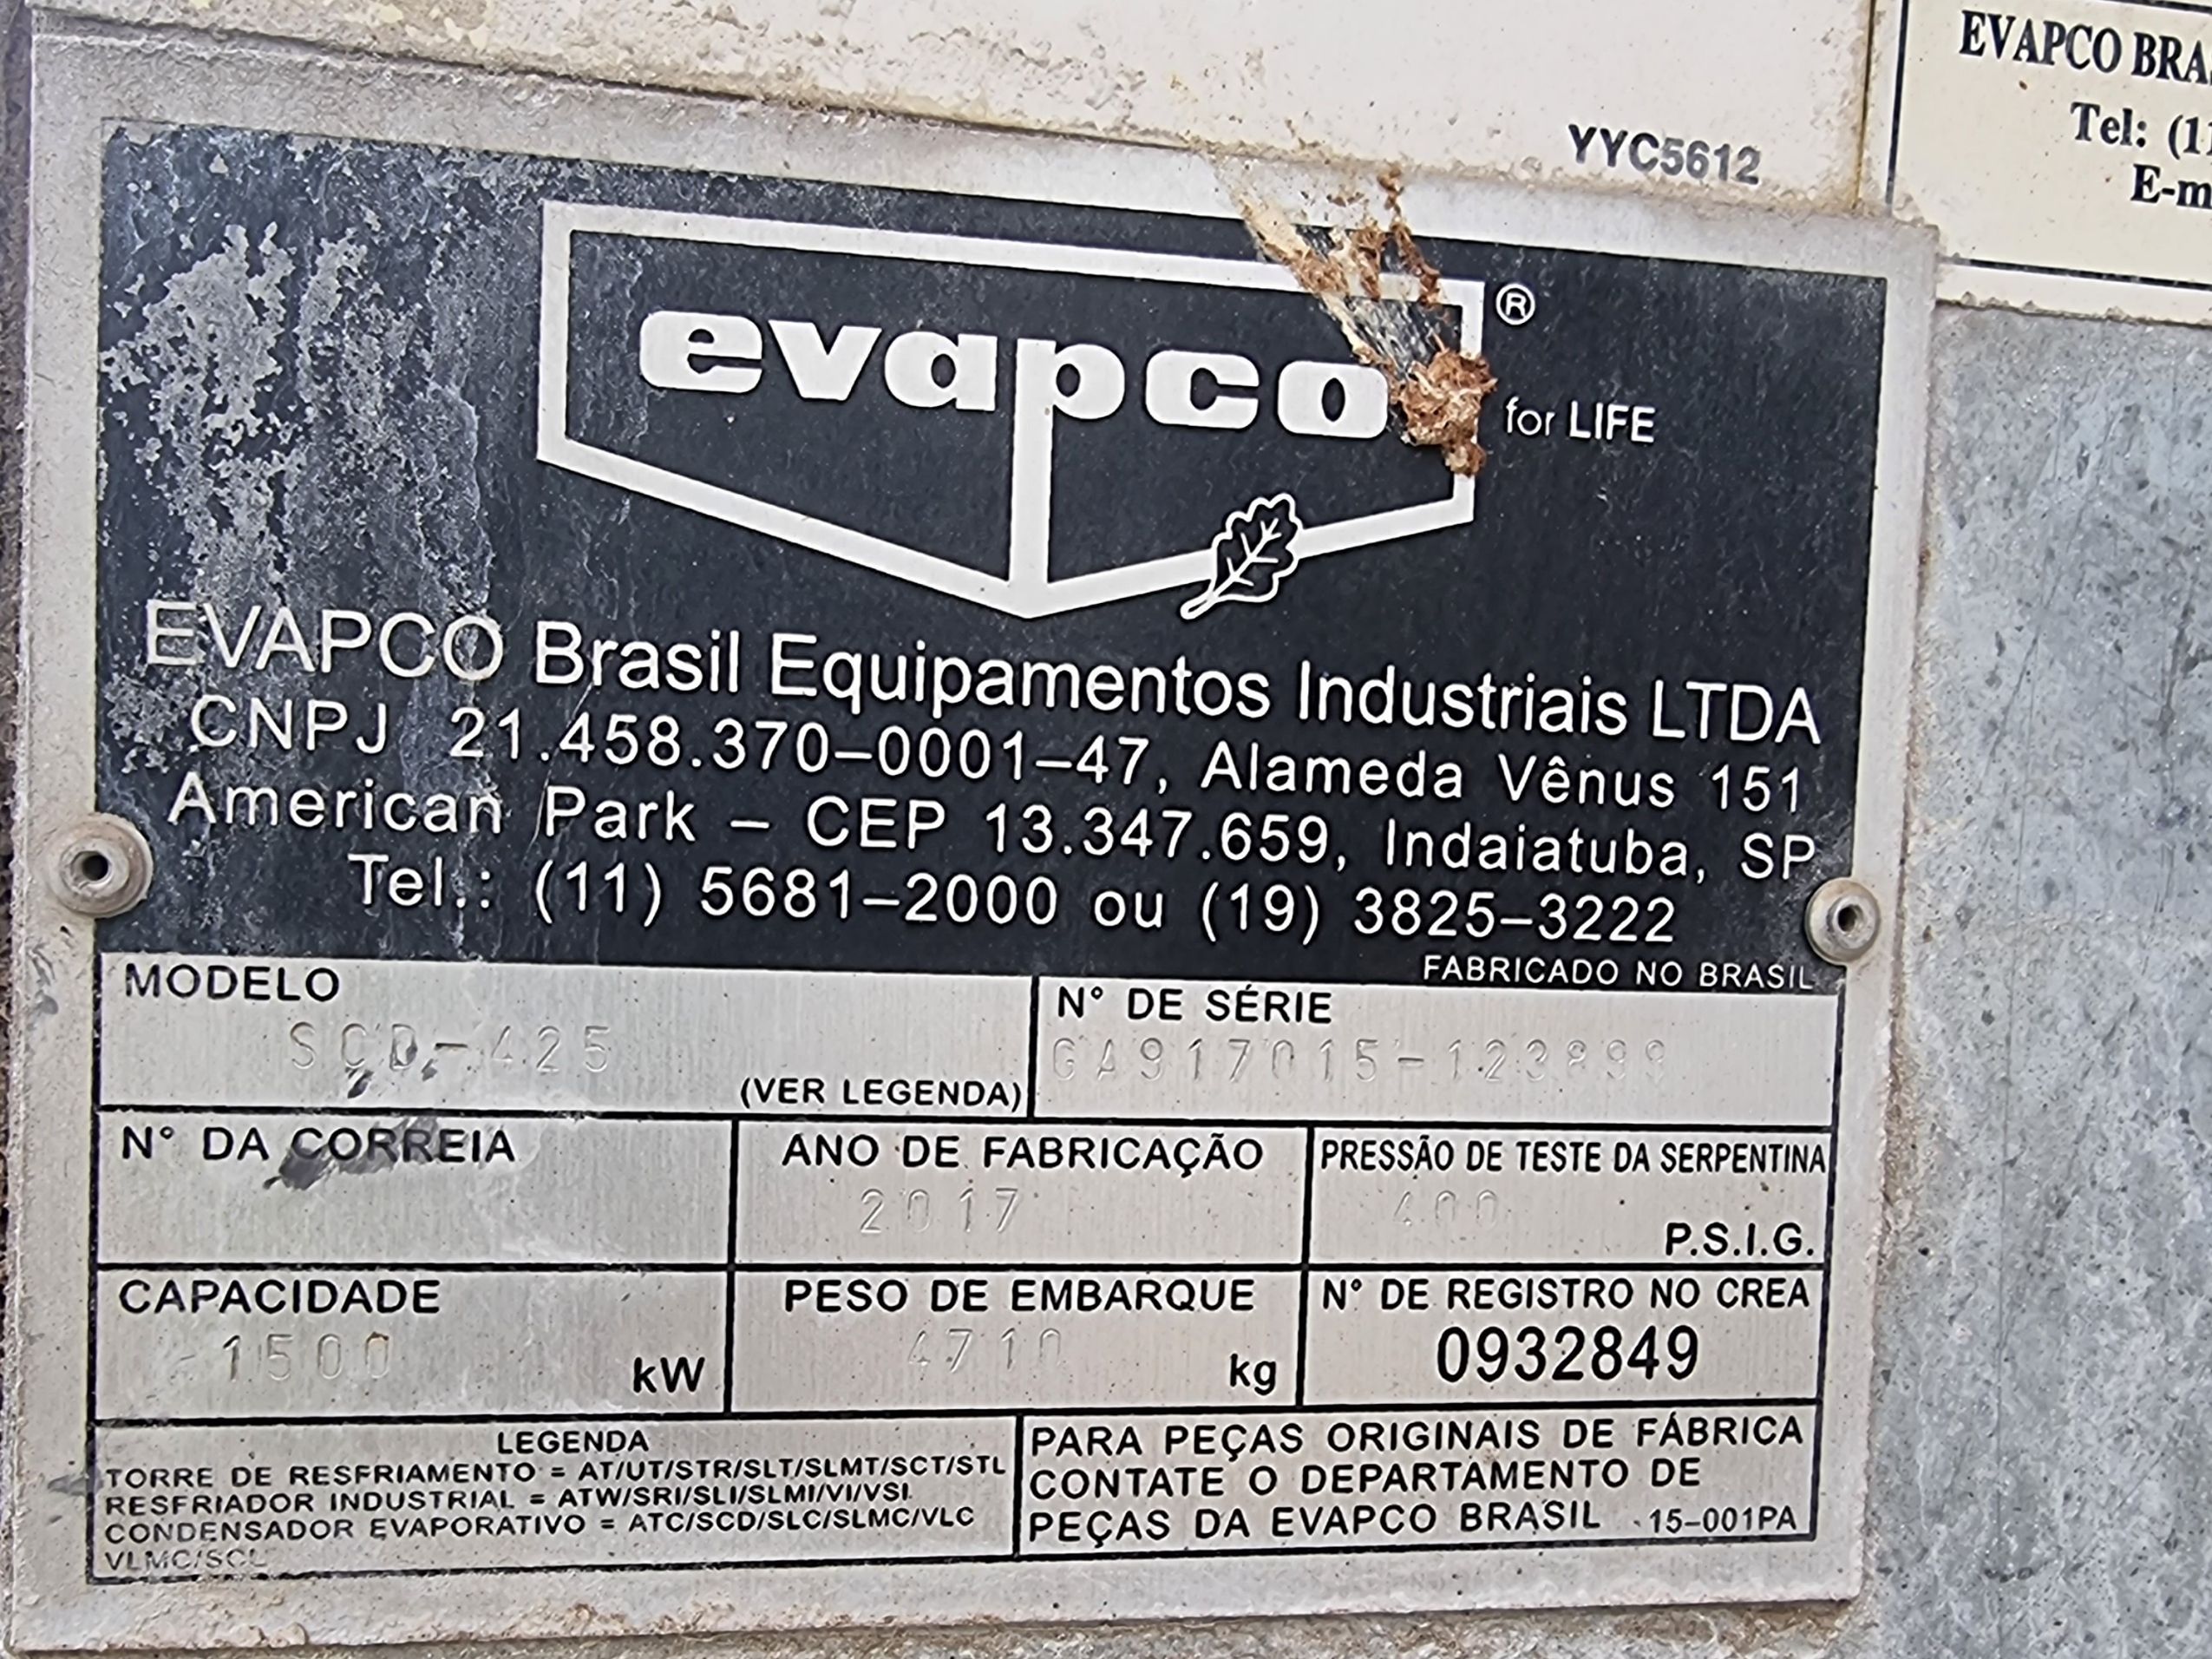 EVAPCO BRAS
Tel: (11
E-m
YYC5612
evapco®
for LIFE
EVAPCO Brasil Equipamentos Industriais LTDA
CNPJ 21.458.370-0001-47, Alameda Vênus 151
American Park - CEP 13.347.659, Indaiatuba, SP
Tel.: (11) 5681-2000 ou (19) 3825-3222
FABRICADO NO BRASIL
MODELO
SCD-425
(VER LEGENDA)
N° DE SÉRIE
N° DA CORREIA
ANO DE FABRICAÇÃO
2017
PRESSÃO DE TESTE DA SERPENTINA
400
P.S.I.G.
CAPACIDADE
1500
kW
PESO DE EMBARQUE
4710
kg
N° DE REGISTRO NO CREA
0932849
LEGENDA
TORRE DE RESFRIAMENTO = AT/UT/STR/SLT/SLMT/SCT/STL
RESFRIADOR INDUSTRIAL = ATW/SRI/SLI/SLMI/VI/VSI
CONDENSADOR EVAPORATIVO = ATC/SCD/SLC/SLMC/VLC
VLMC/SCL
PARA PEÇAS ORIGINAIS DE FÁBRICA
CONTATE O DEPARTAMENTO DE
PEÇAS DA EVAPCO BRASIL 15-001PA